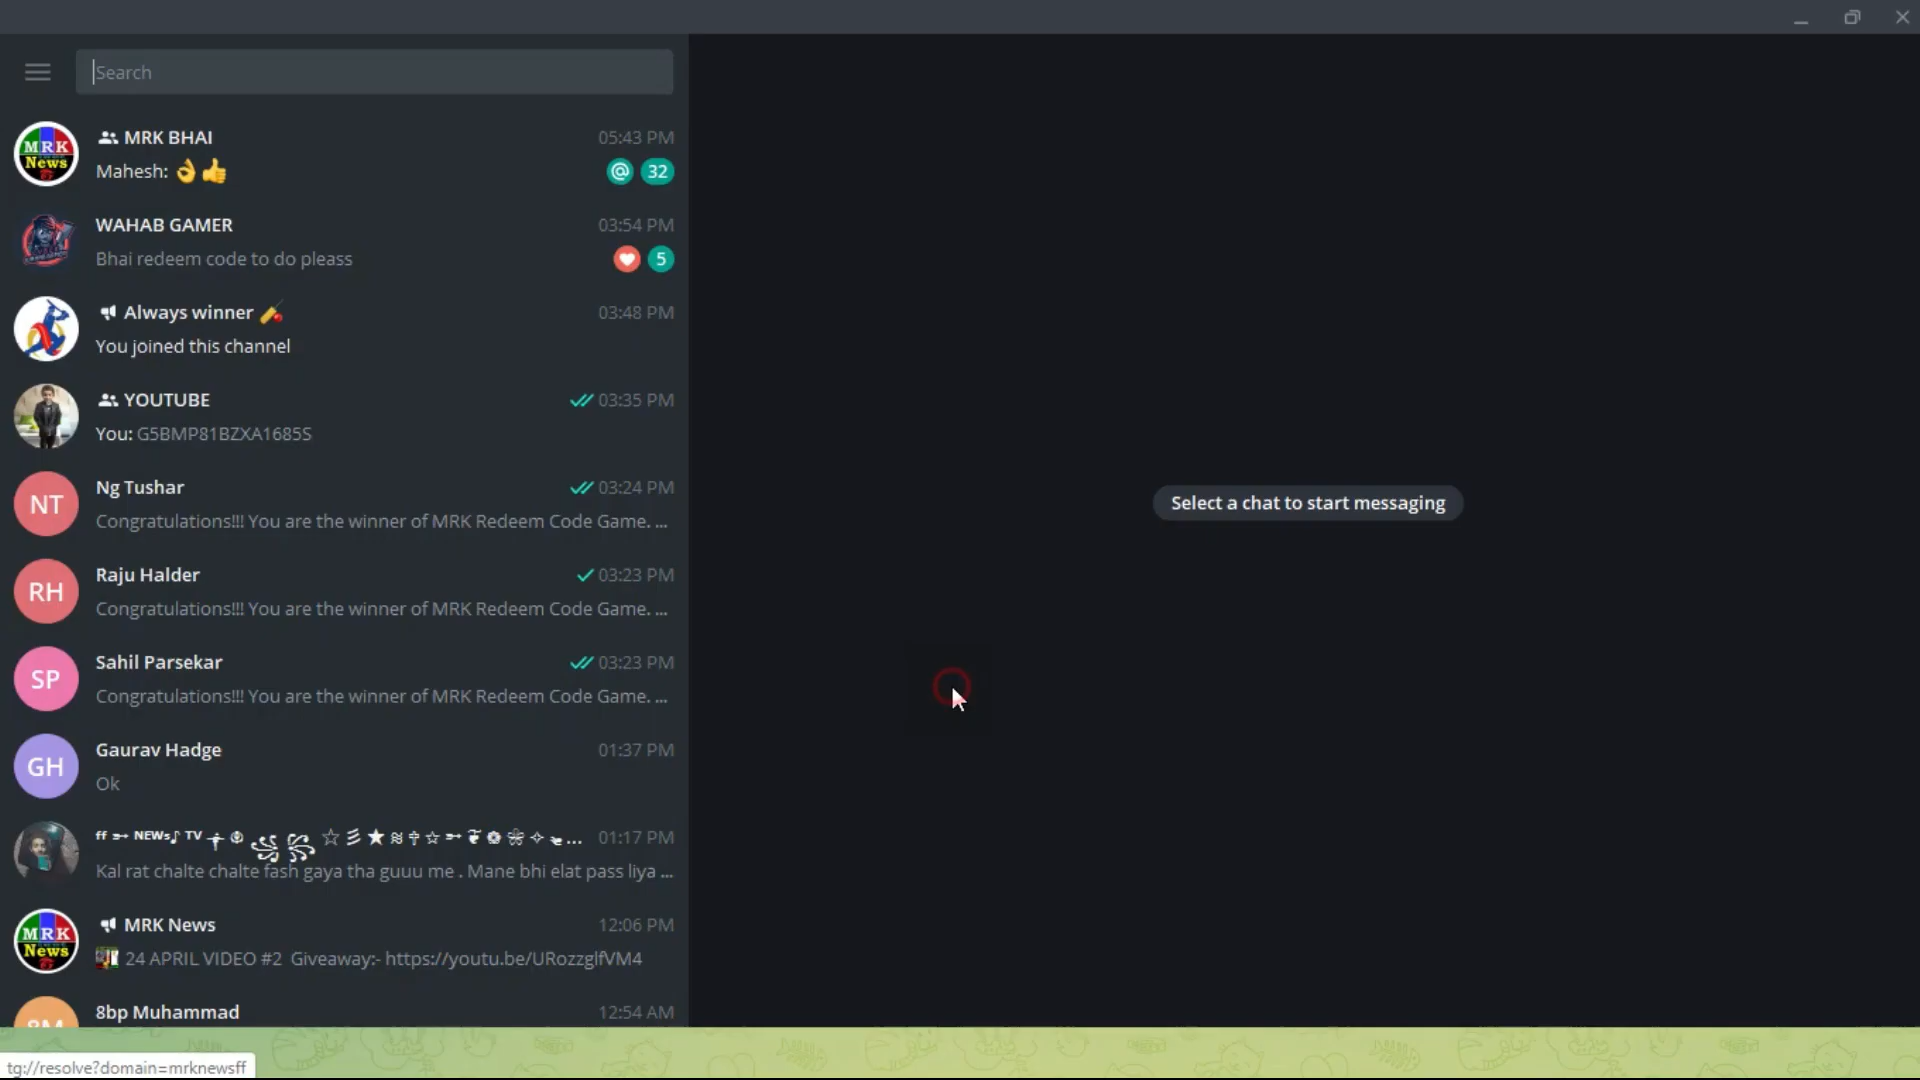 Search
MRK BHAI 05:43 PM
Mahesh: 👌👍 @ 32
WAHAB GAMER 03:54 PM
Bhai redeem code to do pleass 5
Always winner 🏏 03:48 PM
You joined this channel
YOUTUBE 03:35 PM
You: G5BMP81BZXA1685S
NT
Ng Tushar 03:24 PM
Congratulations!!! You are the winner of MRK Redeem Code Game. ...
RH
Raju Halder 03:23 PM
Congratulations!!! You are the winner of MRK Redeem Code Game. ...
SP
Sahil Parsekar 03:23 PM
Congratulations!!! You are the winner of MRK Redeem Code Game. ...
GH
Gaurav Hadge 01:37 PM
Ok
ff ➵ ᴺᴱᵂˢ♪ ᵀⱽ 01:17 PM
Kal rat chalte chalte fash gaya tha guuu me . Mane bhi elat pass liya ...
MRK News
MRK News 12:06 PM
24 APRIL VIDEO #2 Giveaway:- https://youtu.be/URozzglfVM4
8bp Muhammad 12:54 AM
Select a chat to start messaging
tg://resolve?domain=mrknewsff